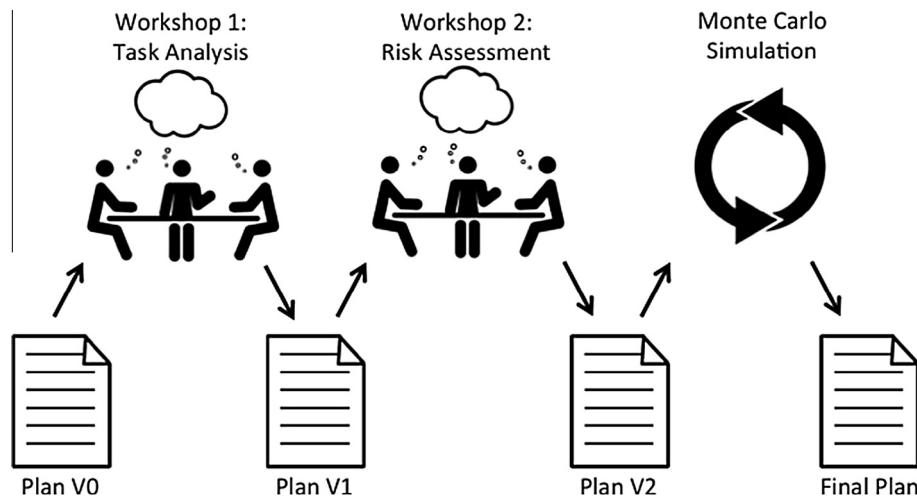 Workshop 1:
Task Analysis
Workshop 2:
Risk Assessment
Monte Carlo
Simulation
Plan V0
Plan V1
Plan V2
Final Plan